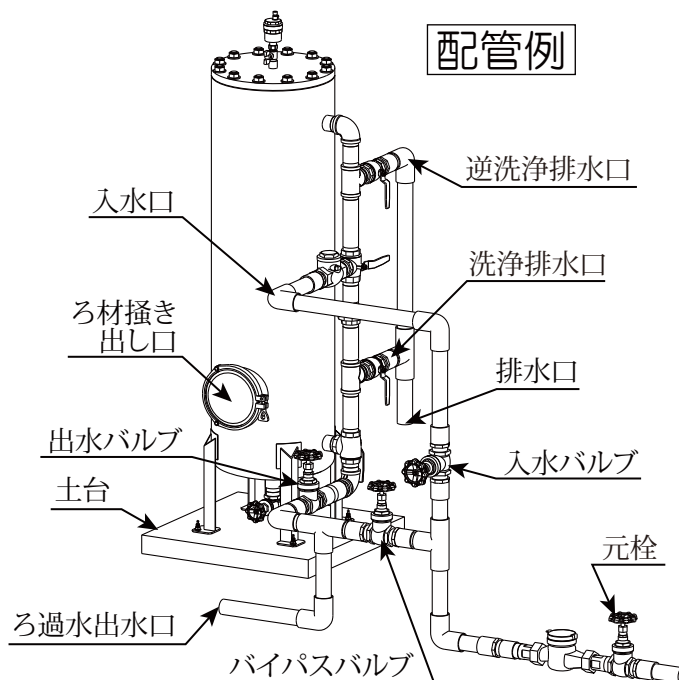 配管例
逆洗浄排水口
入水口
洗浄排水口
ろ材掻き
出し口
排水口
出水バルブ
入水バルブ
土台
元栓
ろ過水出水口
バイパスバルブ